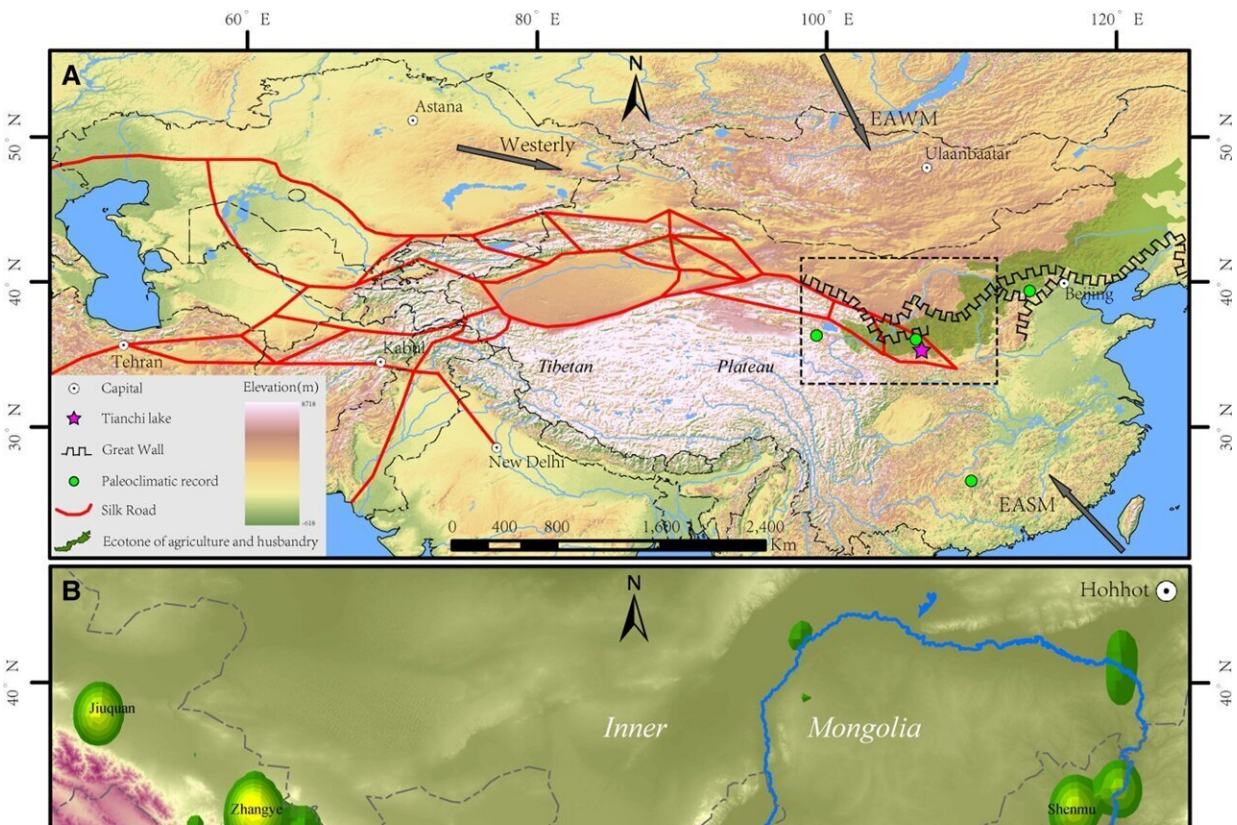 60° E 80° E 100° E 120° E
A
N
Astana
EAWM
50° N
50° N
Westerly
Ulaanbaatar
40° N
40° N
Beijing
Tehran
Kabul
Tibetan Plateau
Capital
Elevation(m)
8718
Tianchi lake
30° N
30° N
Great Wall
New Delhi
Paleoclimatic record
EASM
Silk Road
-618
0 400 800 1,600 2,400
Km
Ecotone of agriculture and husbandry
B
N
Hohhot
40° N
40° N
Jiuquan
Inner Mongolia
Zhangye
Shenmu